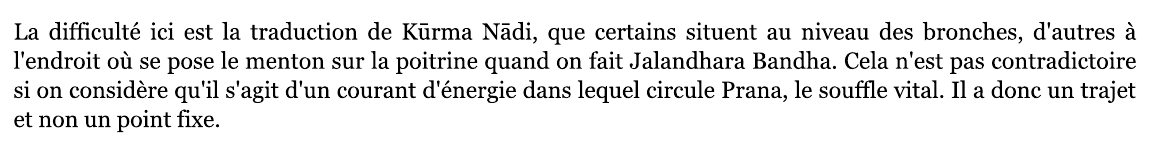 La difficulté ici est la traduction de Kūrma Nādi, que certains situent au niveau des bronches, d'autres à
l'endroit où se pose le menton sur la poitrine quand on fait Jalandhara Bandha. Cela n'est pas contradictoire
si on considère qu'il s'agit d'un courant d'énergie dans lequel circule Prana, le souffle vital. Il a donc un trajet
et non un point fixe.